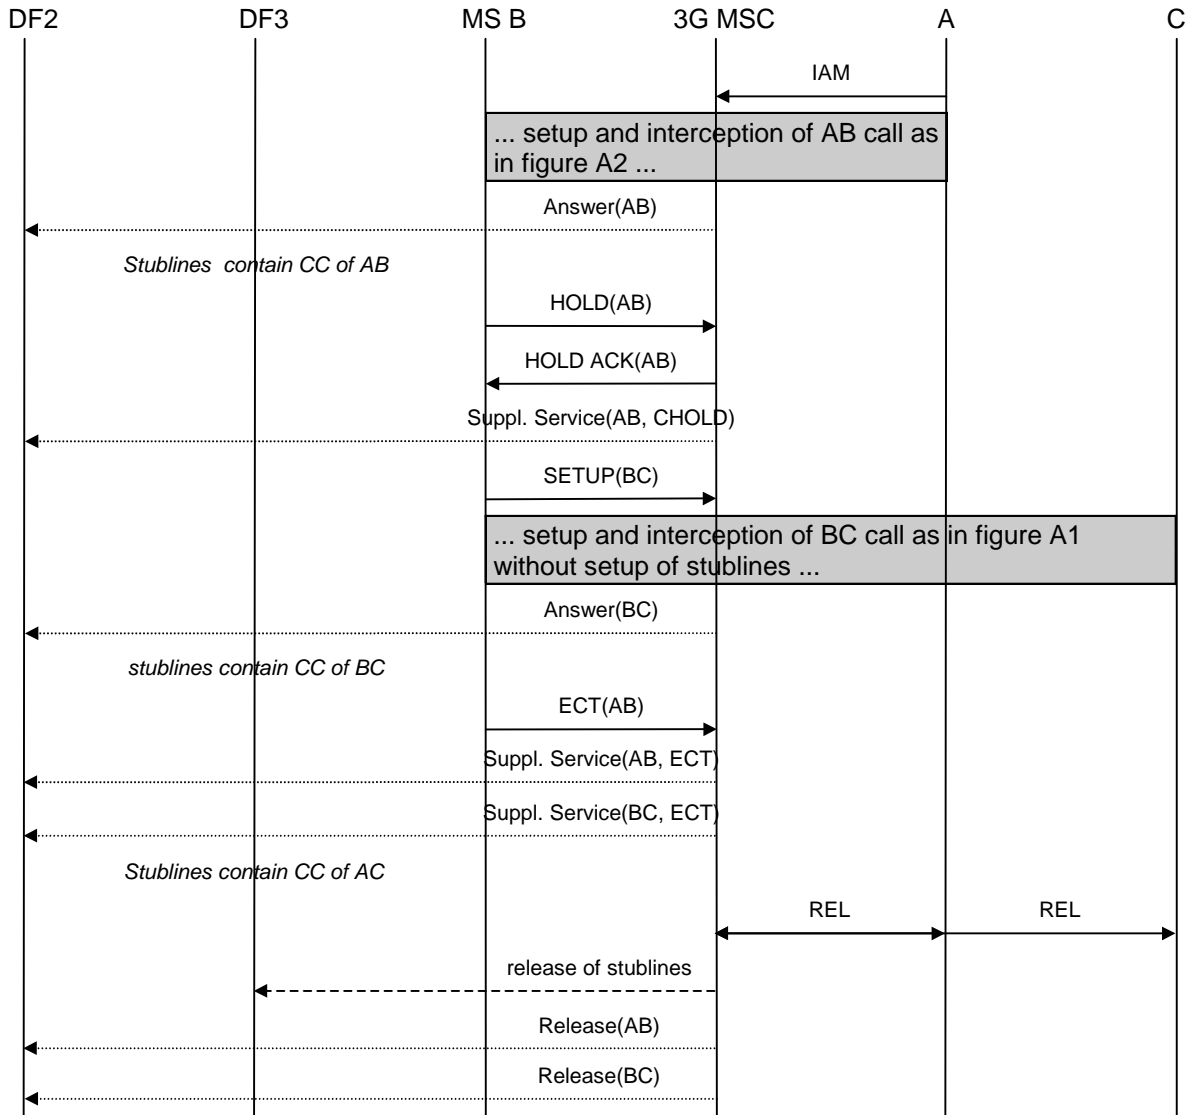 DF2 DF3 MS B 3G MSC A C
IAM
... setup and interception of AB call as
in figure A2 ...
Answer(AB)
Stublines contain CC of AB
HOLD(AB)
HOLD ACK(AB)
Suppl. Service(AB, CHOLD)
SETUP(BC)
... setup and interception of BC call as in figure A1
without setup of stublines ...
Answer(BC)
stublines contain CC of BC
ECT(AB)
Suppl. Service(AB, ECT)
Suppl. Service(BC, ECT)
Stublines contain CC of AC
REL REL
release of stublines
Release(AB)
Release(BC)